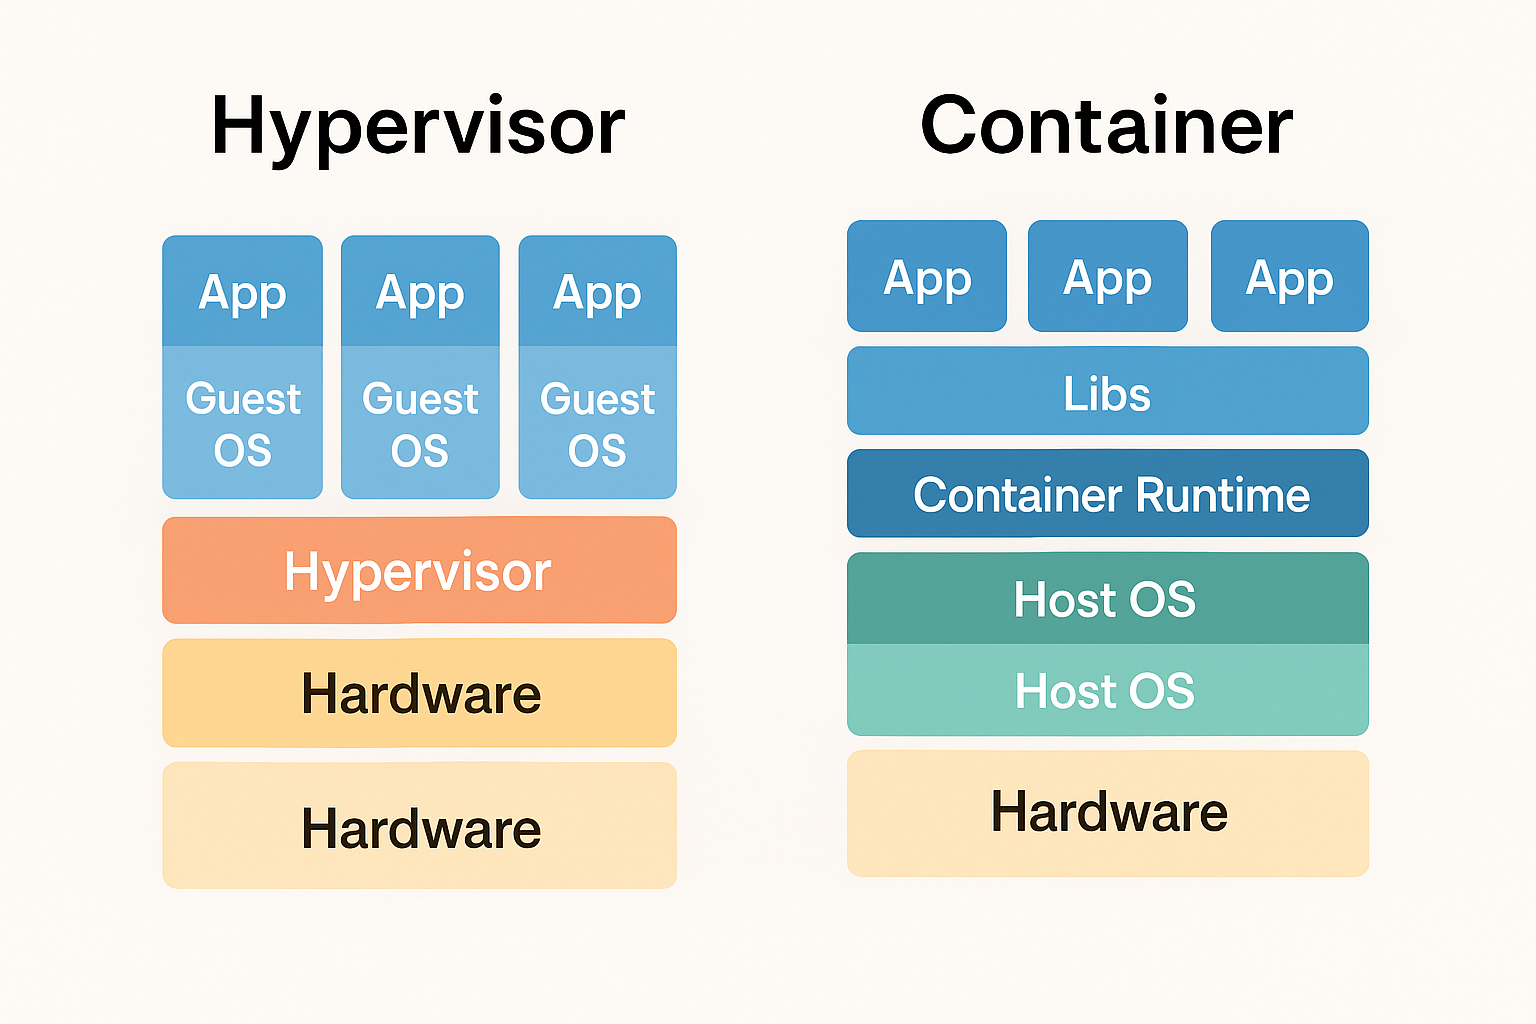 Hypervisor
App App App
Guest Guest Guest
OS OS OS
Hypervisor
Hardware
Hardware
Container
App App App
Libs
Container Runtime
Host OS
Host OS
Hardware